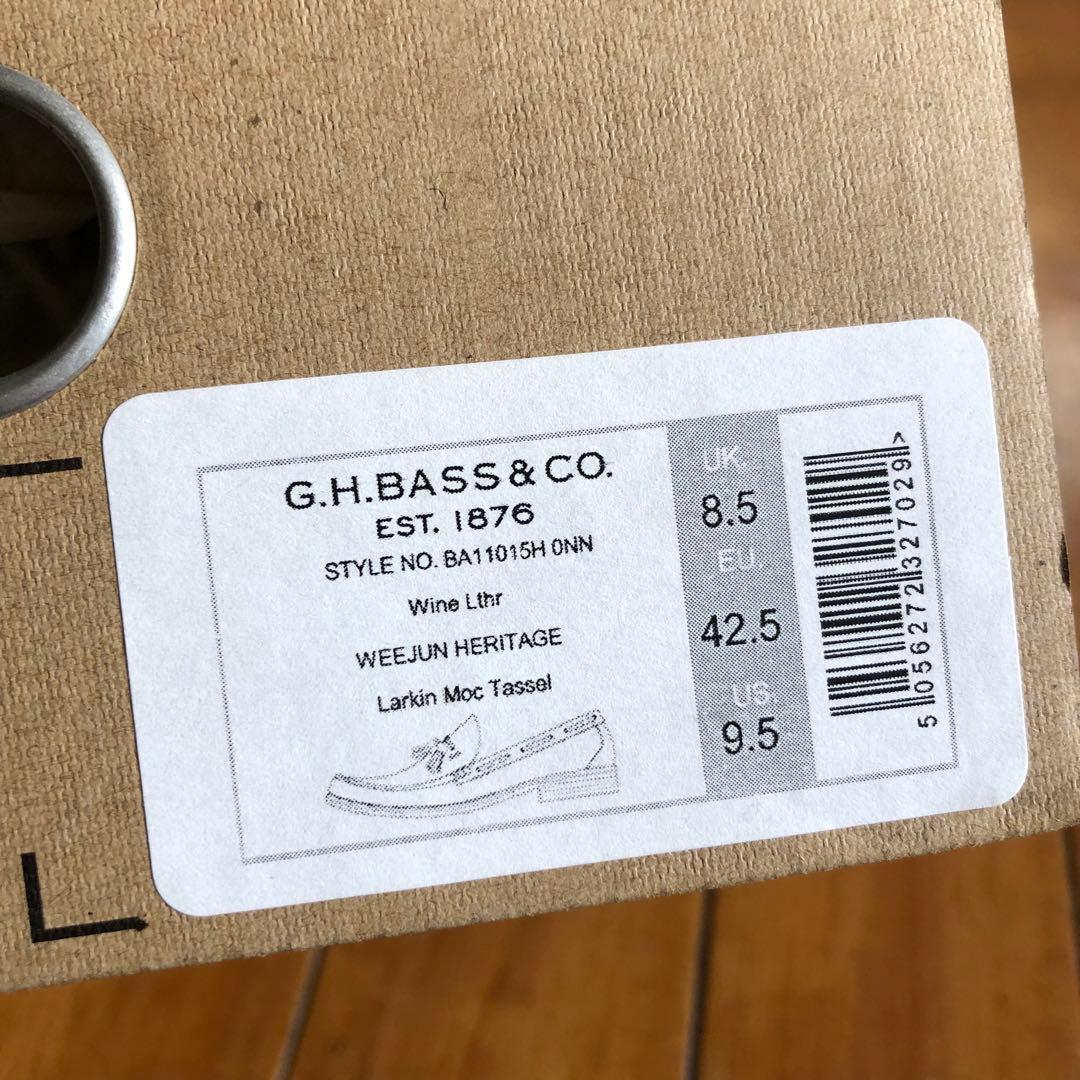 G.H.BASS & CO.
EST. 1876
STYLE NO. BA11015H 0NN
Wine Lthr
WEEJUN HERITAGE
Larkin Moc Tassel
UK
8.5
EU
42.5
US.
9.5
5 056272 327029 >